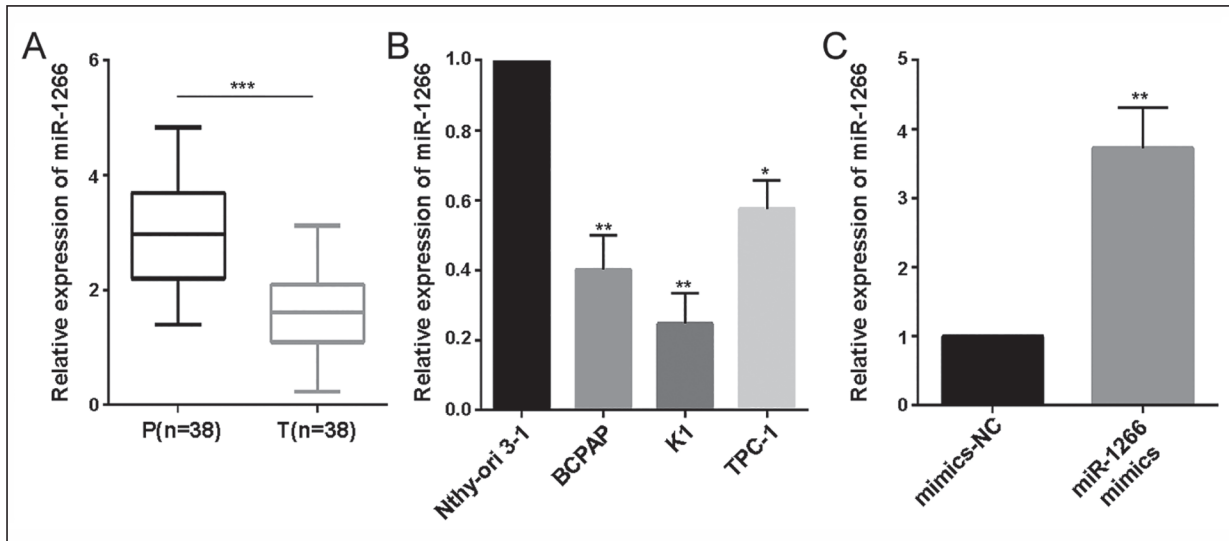 A
Relative expression of miR-1266
6
4
2
0
***
P(n=38)
T(n=38)
B
Relative expression of miR-1266
1.0
0.8
0.6
0.4
0.2
0.0
**
**
*
Nthy-ori 3-1
BCPAP
K1
TPC-1
C
Relative expression of miR-1266
5
4
3
2
1
0
**
mimics-NC
miR-1266
mimics